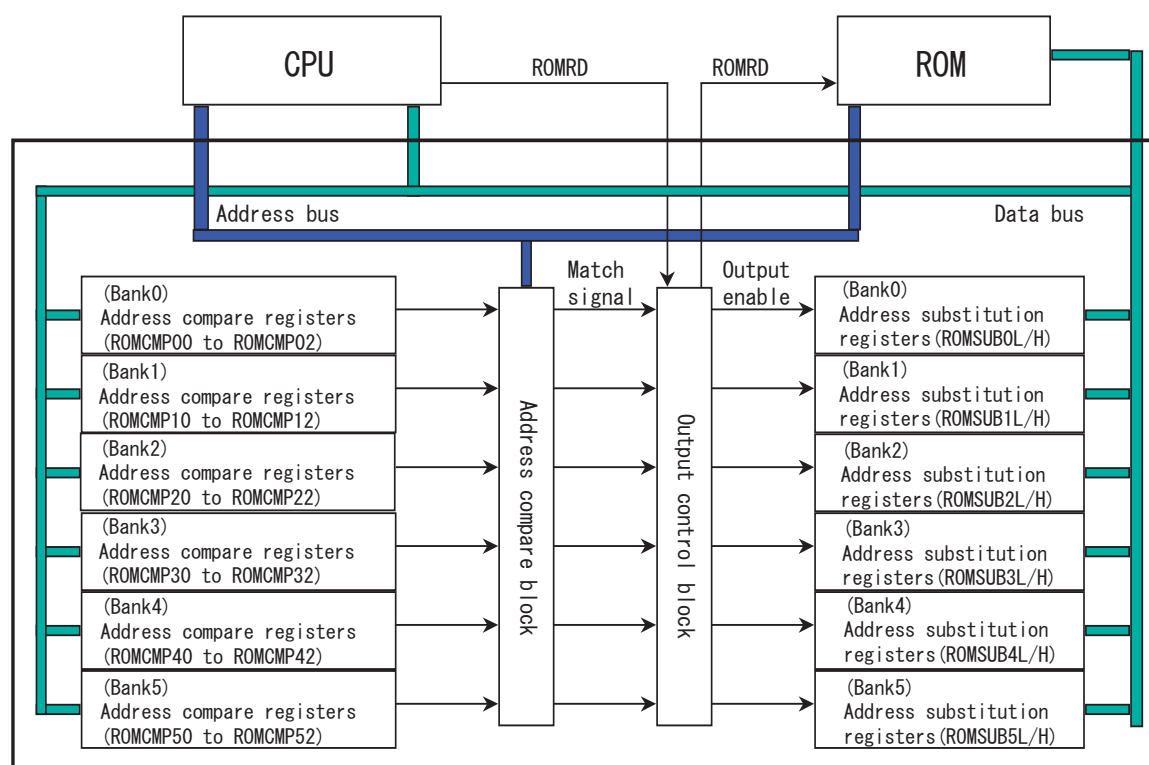 CPU
ROMRD
ROMRD
ROM
Address bus
Data bus
Match
signal
Output
enable
(Bank0)
Address compare registers
(ROMCMP00 to ROMCMP02)
(Bank1)
Address compare registers
(ROMCMP10 to ROMCMP12)
(Bank2)
Address compare registers
(ROMCMP20 to ROMCMP22)
(Bank3)
Address compare registers
(ROMCMP30 to ROMCMP32)
(Bank4)
Address compare registers
(ROMCMP40 to ROMCMP42)
(Bank5)
Address compare registers
(ROMCMP50 to ROMCMP52)
Address compare block
Output control block
(Bank0)
Address substitution
registers(ROMSUB0L/H)
(Bank1)
Address substitution
registers(ROMSUB1L/H)
(Bank2)
Address substitution
registers(ROMSUB2L/H)
(Bank3)
Address substitution
registers(ROMSUB3L/H)
(Bank4)
Address substitution
registers(ROMSUB4L/H)
(Bank5)
Address substitution
registers(ROMSUB5L/H)